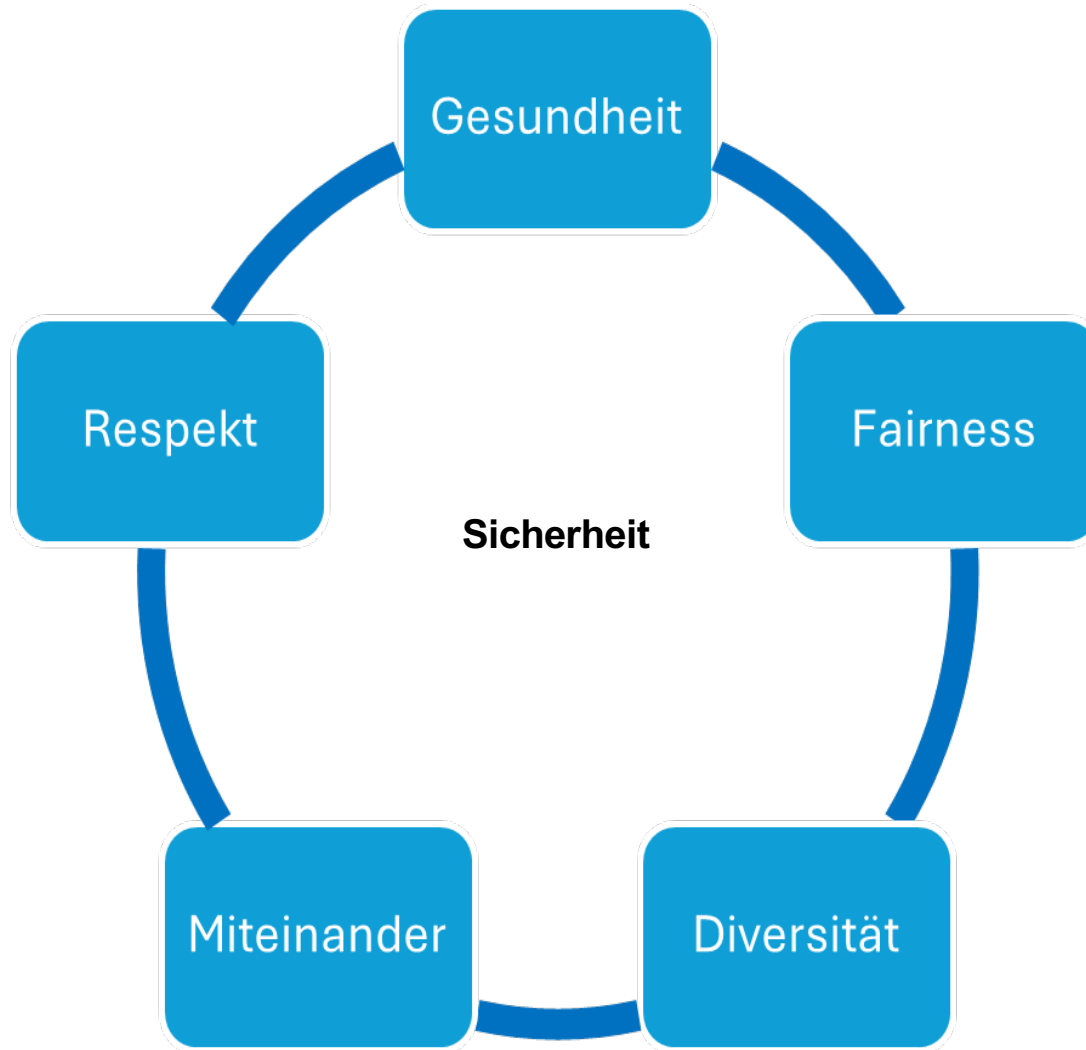 Gesundheit
Respekt
Fairness
Sicherheit
Miteinander
Diversität